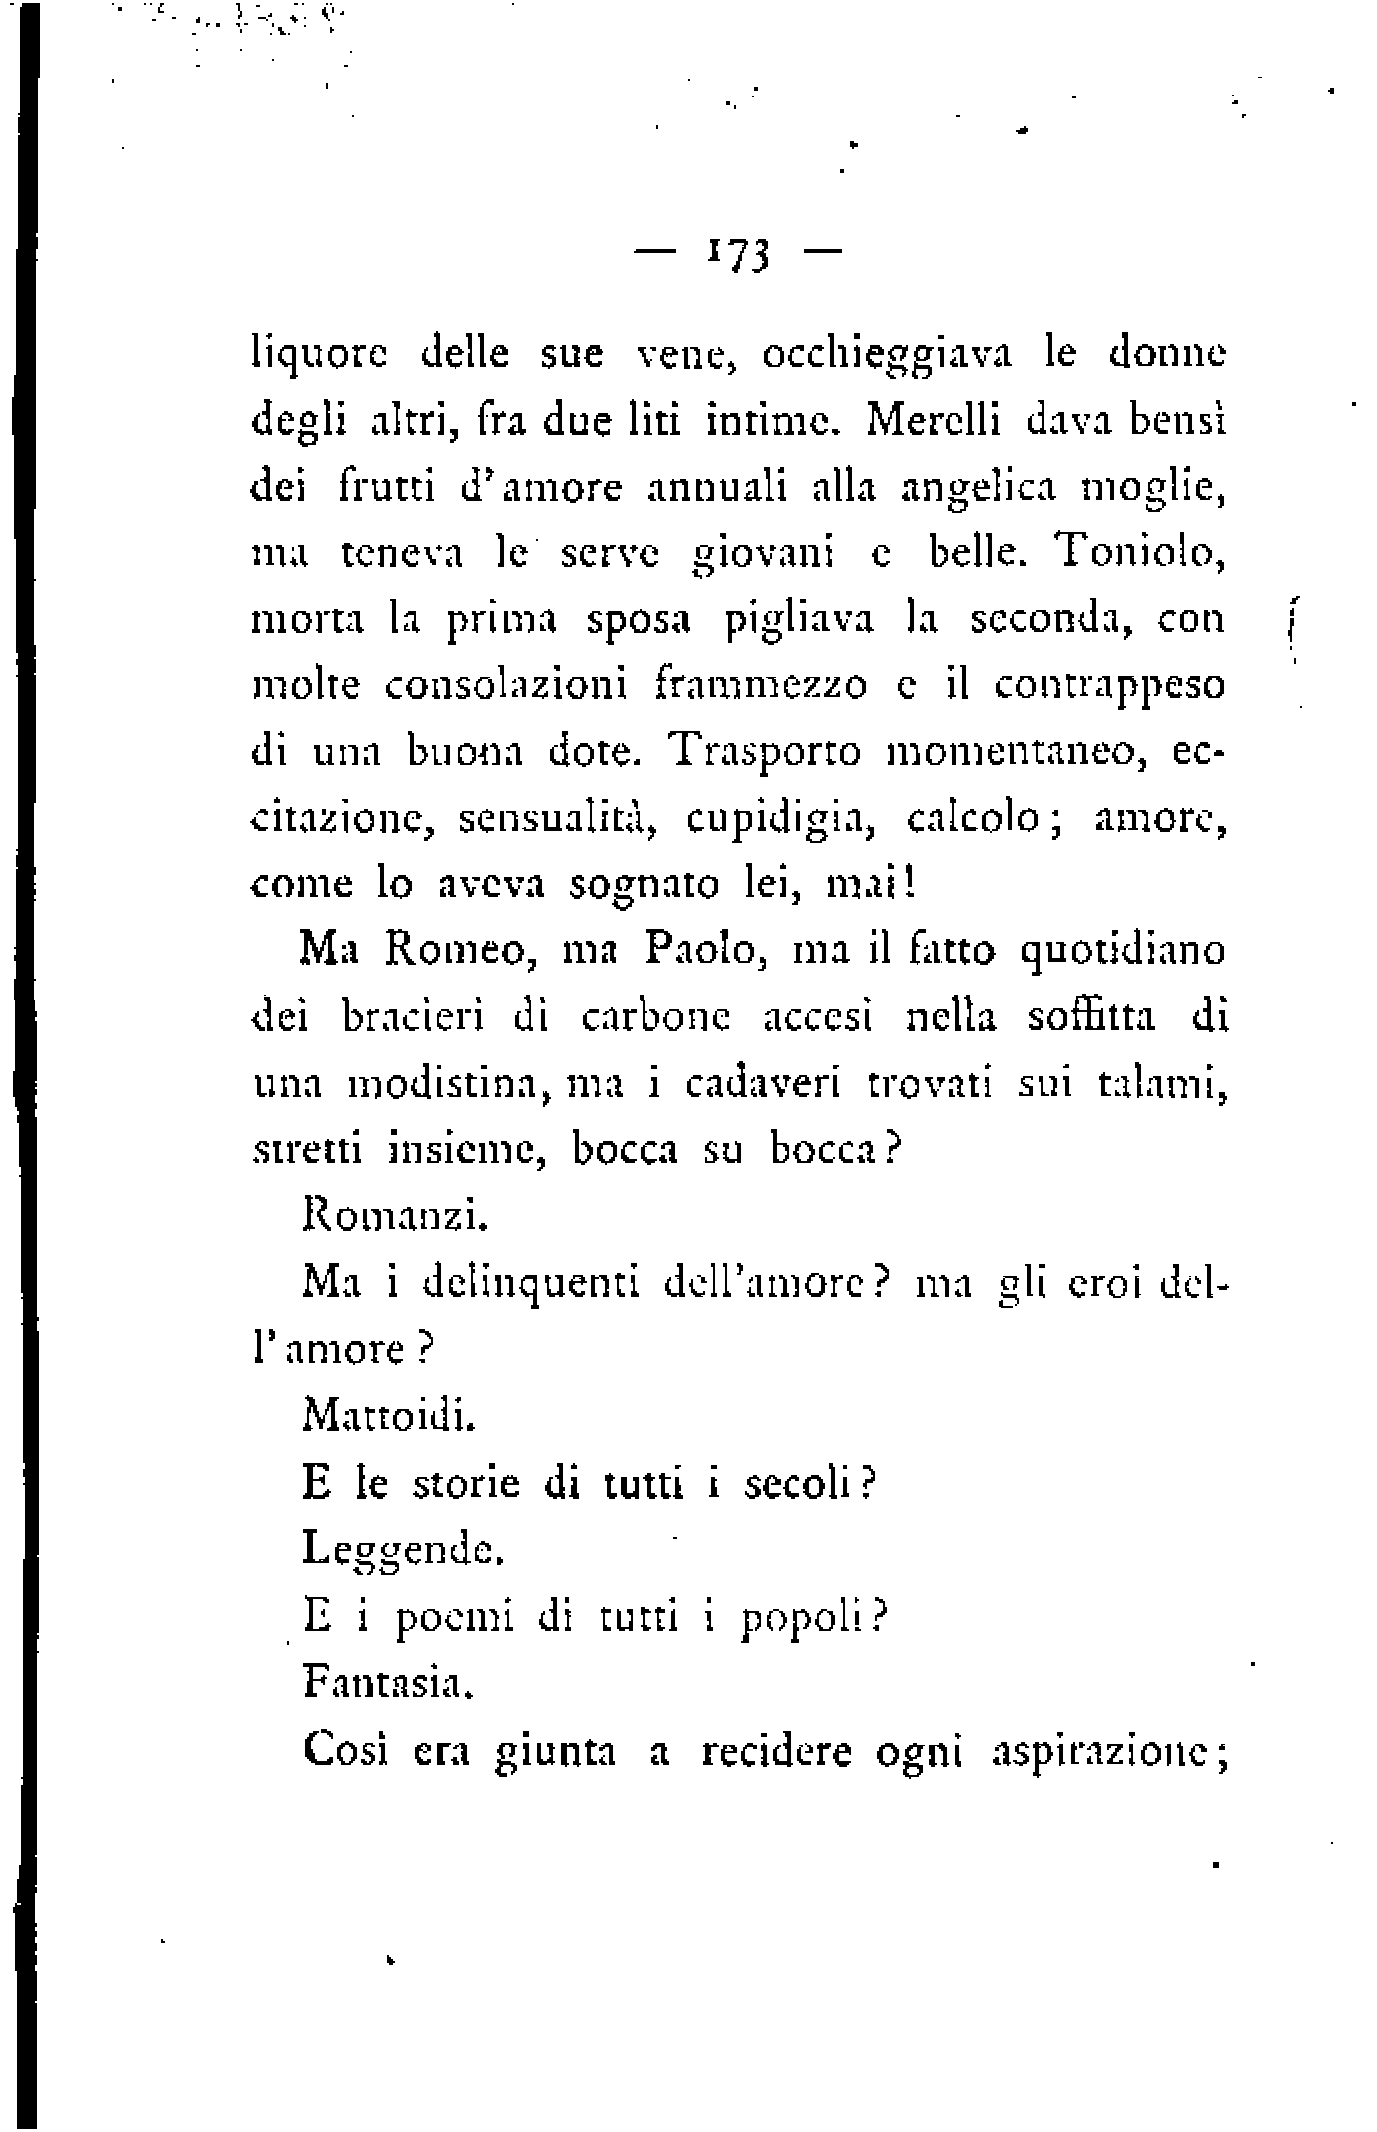 — 173 —
liquore delle sue vene, occhieggiava le donne
degli altri, fra due liti intime. Merelli dava bensì
dei frutti d'amore annuali alla angelica moglie,
ma teneva le serve giovani e belle. Toniolo,
morta la prima sposa pigliava la seconda, con
molte consolazioni frammezzo e il contrappeso
di una buona dote. Trasporto momentaneo, ec-
citazione, sensualità, cupidigia, calcolo; amore,
come lo aveva sognato lei, mai!
Ma Romeo, ma Paolo, ma il fatto quotidiano
dei bracieri di carbone accesi nella soffitta di
una modistina, ma i cadaveri trovati sui talami,
stretti insieme, bocca su bocca?
Romanzi.
Ma i delinquenti dell'amore? ma gli eroi del-
l'amore?
Mattoidi.
E le storie di tutti i secoli?
Leggende.
E i poemi di tutti i popoli?
Fantasia.
Così era giunta a recidere ogni aspirazione;